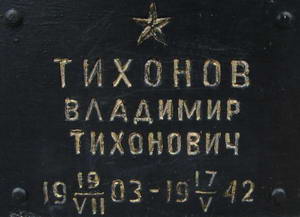 ТИХОНОВ
ВЛАДИМИР
ТИХОНОВИЧ
19 19/VII 03-19 17/V 42